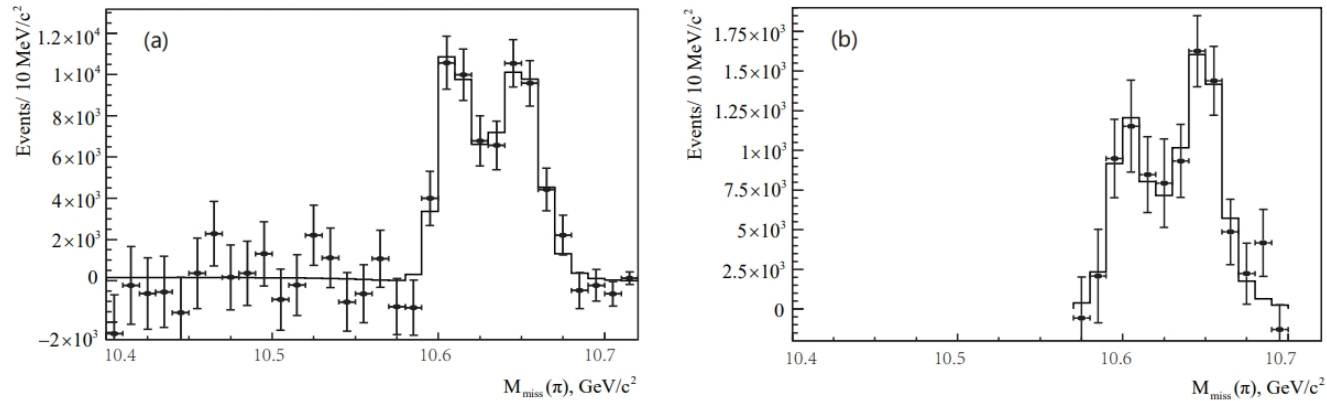 (a)
Events/ 10 MeV/c²
1.2×10⁴
1×10⁴
8×10³
6×10³
4×10³
2×10³
0
−2×10³
10.4 10.5 10.6 10.7
M_miss(π), GeV/c²
(b)
Events/ 10 MeV/c²
1.75×10³
1.5×10³
1.25×10³
1×10³
7.5×10³
5×10³
2.5×10³
0
10.4 10.5 10.6 10.7
M_miss(π), GeV/c²